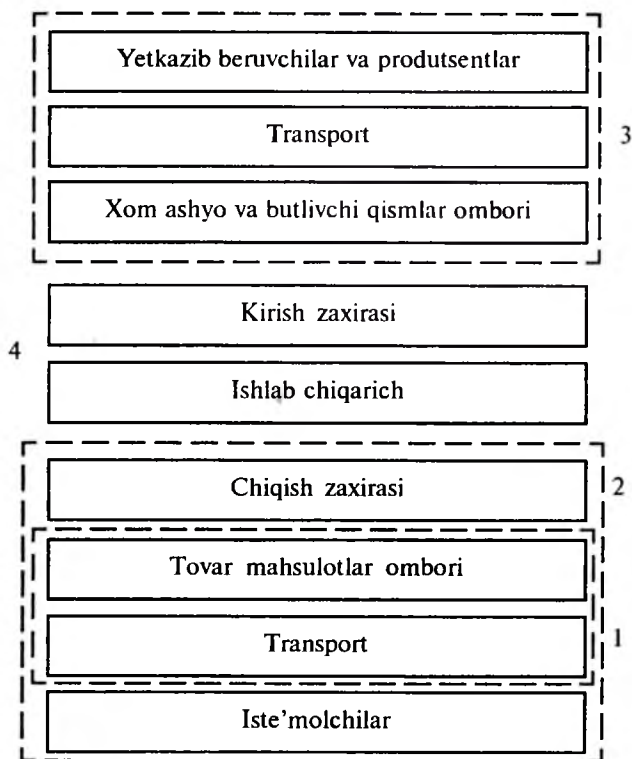 Yetkazib beruvchilar va produtsentlar
Transport
3
Xom ashyo va butlivchi qismlar ombori
Kirish zaxirasi
4
Ishlab chiqarich
Chiqish zaxirasi
2
Tovar mahsulotlar ombori
Transport
1
Iste’molchilar